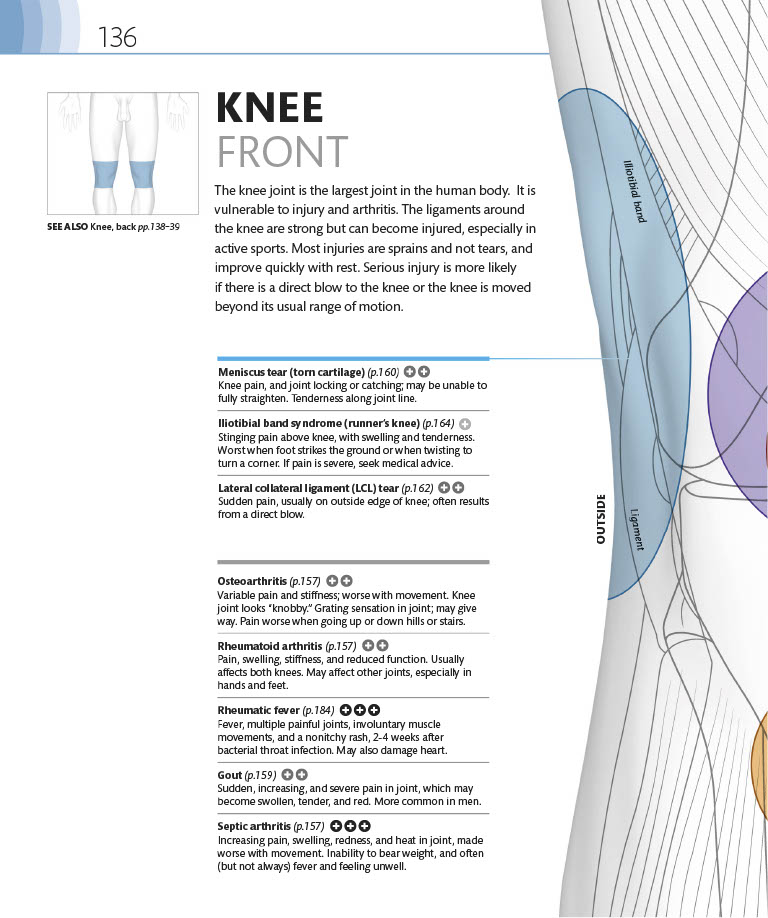 136
KNEE
FRONT
The knee joint is the largest joint in the human body. It is
vulnerable to injury and arthritis. The ligaments around
the knee are strong but can become injured, especially in
active sports. Most injuries are sprains and not tears, and
improve quickly with rest. Serious injury is more likely
if there is a direct blow to the knee or the knee is moved
beyond its usual range of motion.
SEE ALSO Knee, back pp.138–39
Meniscus tear (torn cartilage) (p.160)
Knee pain, and joint locking or catching; may be unable to
fully straighten. Tenderness along joint line.
Iliotibial band syndrome (runner's knee) (p.164)
Stinging pain above knee, with swelling and tenderness.
Worst when foot strikes the ground or when twisting to
turn a corner. If pain is severe, seek medical advice.
Lateral collateral ligament (LCL) tear (p.162)
Sudden pain, usually on outside edge of knee; often results
from a direct blow.
Osteoarthritis (p.157)
Variable pain and stiffness; worse with movement. Knee
joint looks "knobby." Grating sensation in joint; may give
way. Pain worse when going up or down hills or stairs.
Rheumatoid arthritis (p.157)
Pain, swelling, stiffness, and reduced function. Usually
affects both knees. May affect other joints, especially in
hands and feet.
Rheumatic fever (p.184)
Fever, multiple painful joints, involuntary muscle
movements, and a nonitchy rash, 2–4 weeks after
bacterial throat infection. May also damage heart.
Gout (p.159)
Sudden, increasing, and severe pain in joint, which may
become swollen, tender, and red. More common in men.
Septic arthritis (p.157)
Increasing pain, swelling, redness, and heat in joint, made
worse with movement. Inability to bear weight, and often
(but not always) fever and feeling unwell.
Illiotibial band
OUTSIDE
Ligament